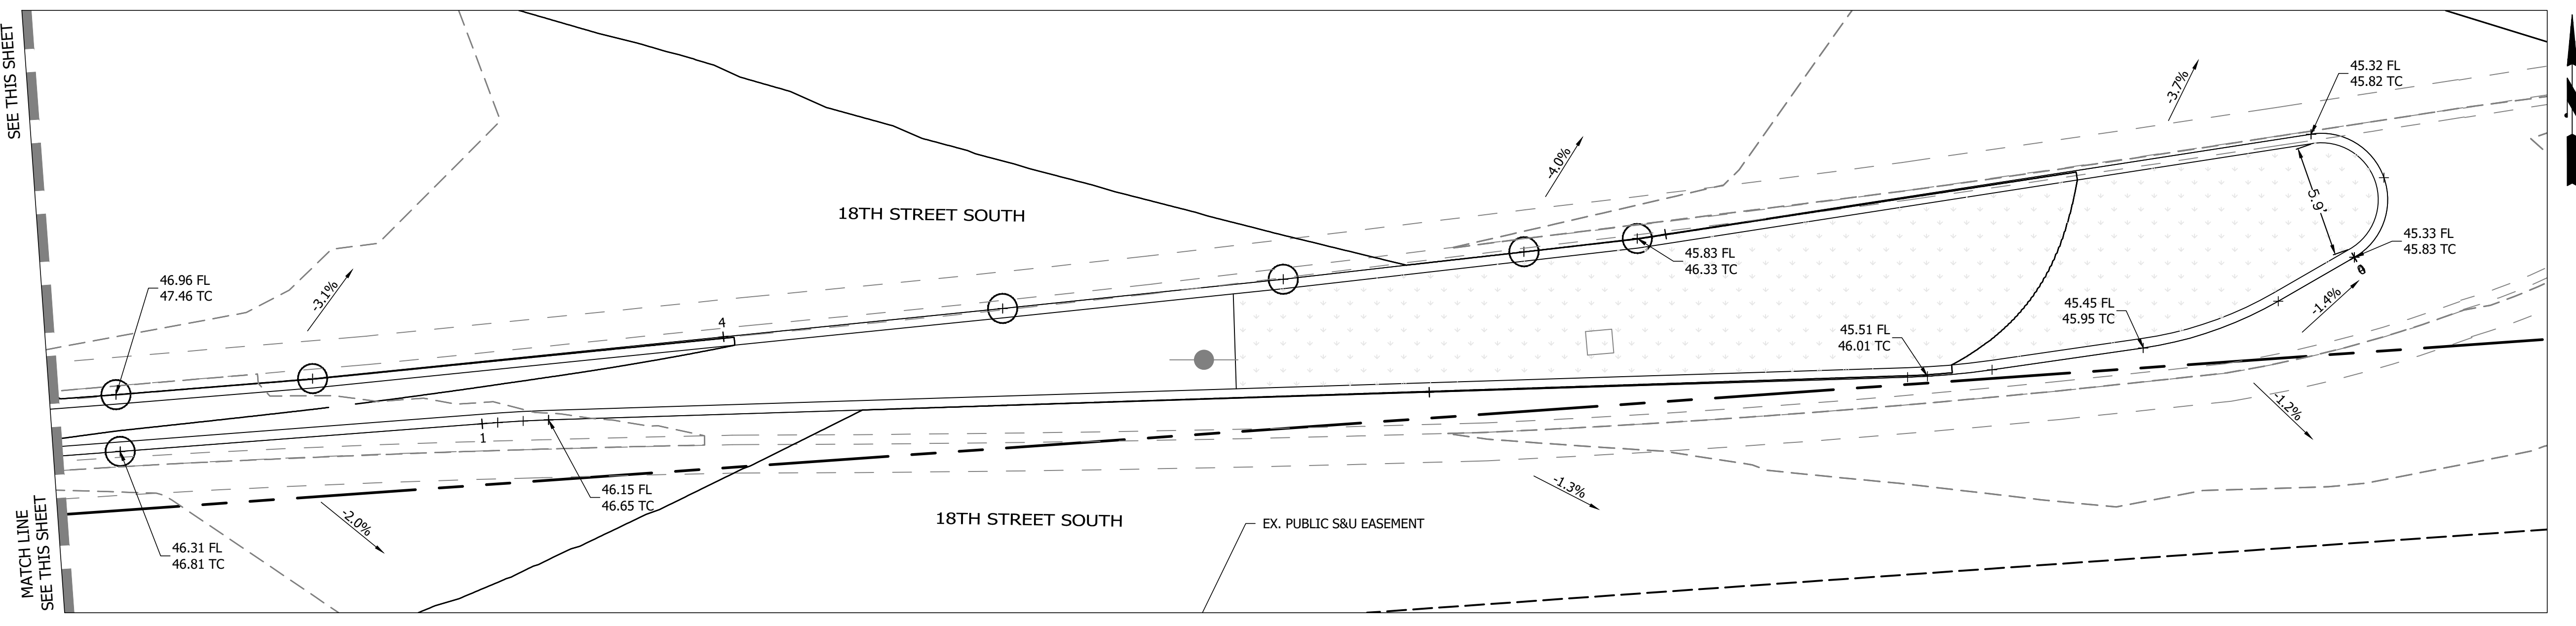 SEE THIS SHEET
45.32 FL
45.82 TC
-3.7%
-4.0%
18TH STREET SOUTH
5.9'
45.33 FL
45.83 TC
45.83 FL
46.33 TC
46.96 FL
47.46 TC
-3.1%
-1.4%
45.45 FL
45.95 TC
4
45.51 FL
46.01 TC
-1.2%
1
46.15 FL
46.65 TC
-1.3%
-2.0%
18TH STREET SOUTH
EX. PUBLIC S&U EASEMENT
46.31 FL
46.81 TC
MATCH LINE
SEE THIS SHEET